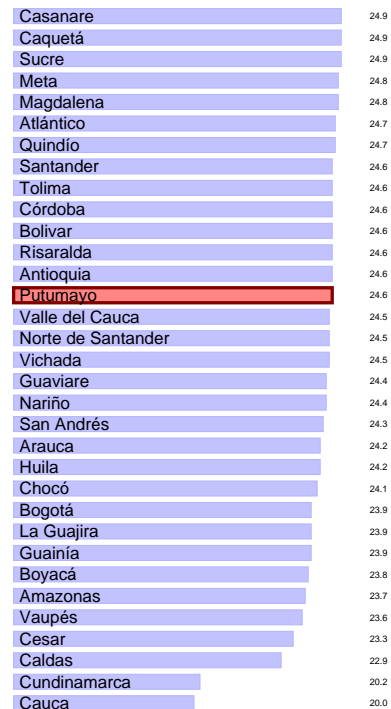 Casanare 24.9
Caquetá 24.9
Sucre 24.9
Meta 24.8
Magdalena 24.8
Atlántico 24.7
Quindío 24.7
Santander 24.6
Tolima 24.6
Córdoba 24.6
Bolivar 24.6
Risaralda 24.6
Antioquia 24.6
Putumayo 24.6
Valle del Cauca 24.5
Norte de Santander 24.5
Vichada 24.5
Guaviare 24.4
Nariño 24.4
San Andrés 24.3
Arauca 24.2
Huila 24.2
Chocó 24.1
Bogotá 23.9
La Guajira 23.9
Guainía 23.9
Boyacá 23.8
Amazonas 23.7
Vaupés 23.6
Cesar 23.3
Caldas 22.9
Cundinamarca 20.2
Cauca 20.0